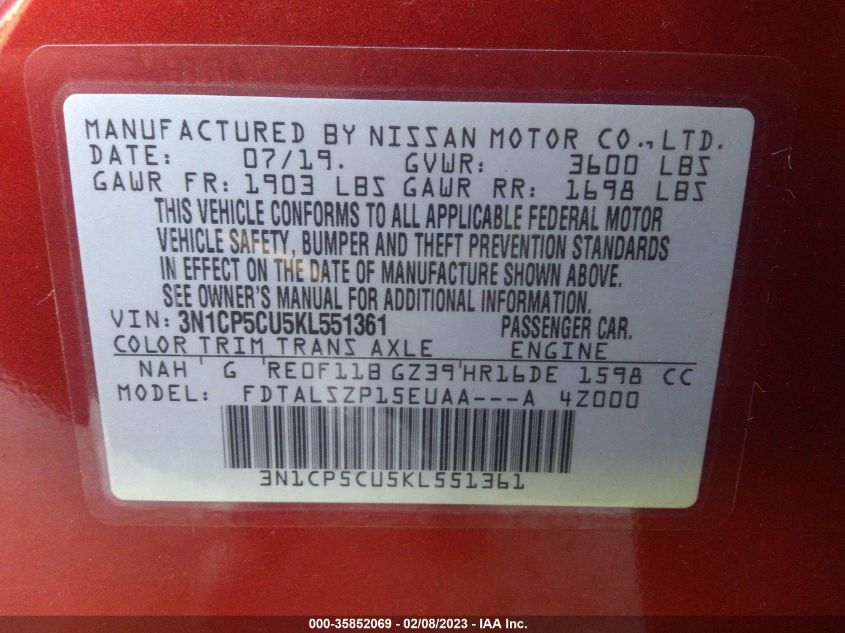 MANUFACTURED BY NISSAN MOTOR CO.,LTD.
DATE: 07/19. GVWR: 3600 LBS
GAWR FR: 1903 LBS GAWR RR: 1698 LBS
THIS VEHICLE CONFORMS TO ALL APPLICABLE FEDERAL MOTOR
VEHICLE SAFETY, BUMPER AND THEFT PREVENTION STANDARDS
IN EFFECT ON THE DATE OF MANUFACTURE SHOWN ABOVE.
SEE OWNER'S MANUAL FOR ADDITIONAL INFORMATION.
VIN: 3N1CP5CU5KL551361 PASSENGER CAR.
COLOR TRIM TRANS AXLE ENGINE
NAH G RE0F11B GZ39 HR16DE 1598 CC
MODEL: FDTALSZP15EUAA---A 4Z000
3N1CP5CU5KL551361
000-35852069 - 02/08/2023 - IAA Inc.